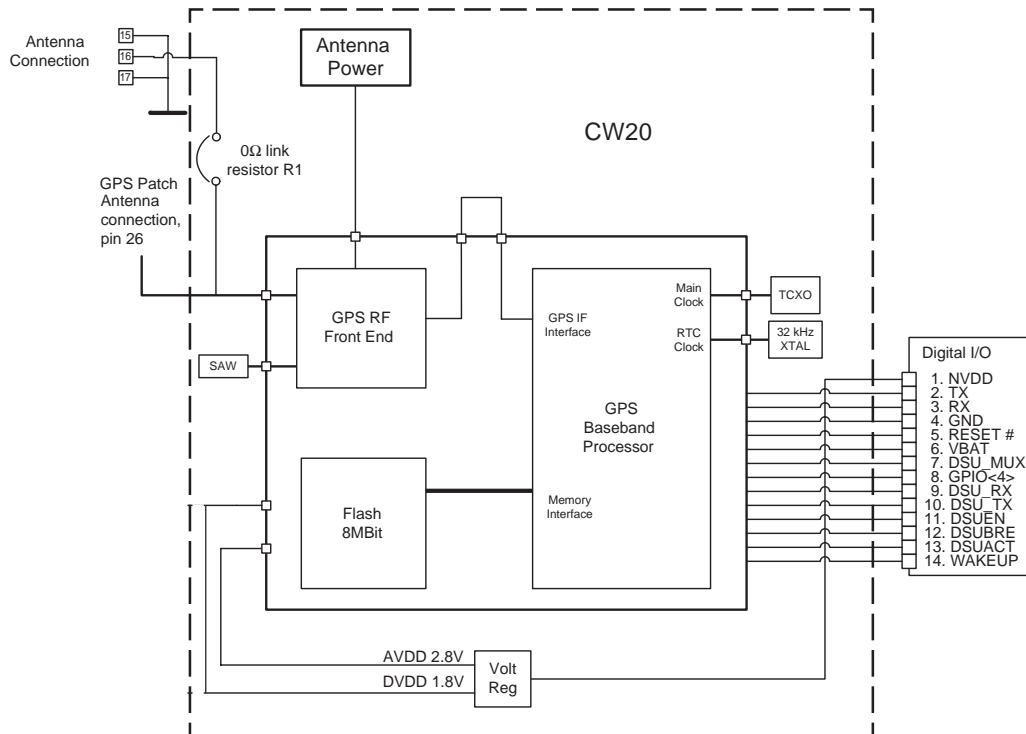 Antenna
Connection
15
16
17
Antenna
Power
CW20
0Ω link
resistor R1
GPS Patch
Antenna
connection,
pin 26
GPS RF
Front End
SAW
GPS IF
Interface
Main
Clock
TCXO
RTC
Clock
32 kHz
XTAL
GPS
Baseband
Processor
Flash
8MBit
Memory
Interface
Digital I/O
1. NVDD
2. TX
3. RX
4. GND
5. RESET #
6. VBAT
7. DSU_MUX
8. GPIO<4>
9. DSU_RX
10. DSU_TX
11. DSUEN
12. DSUBRE
13. DSUACT
14. WAKEUP
AVDD 2.8V
DVDD 1.8V
Volt
Reg